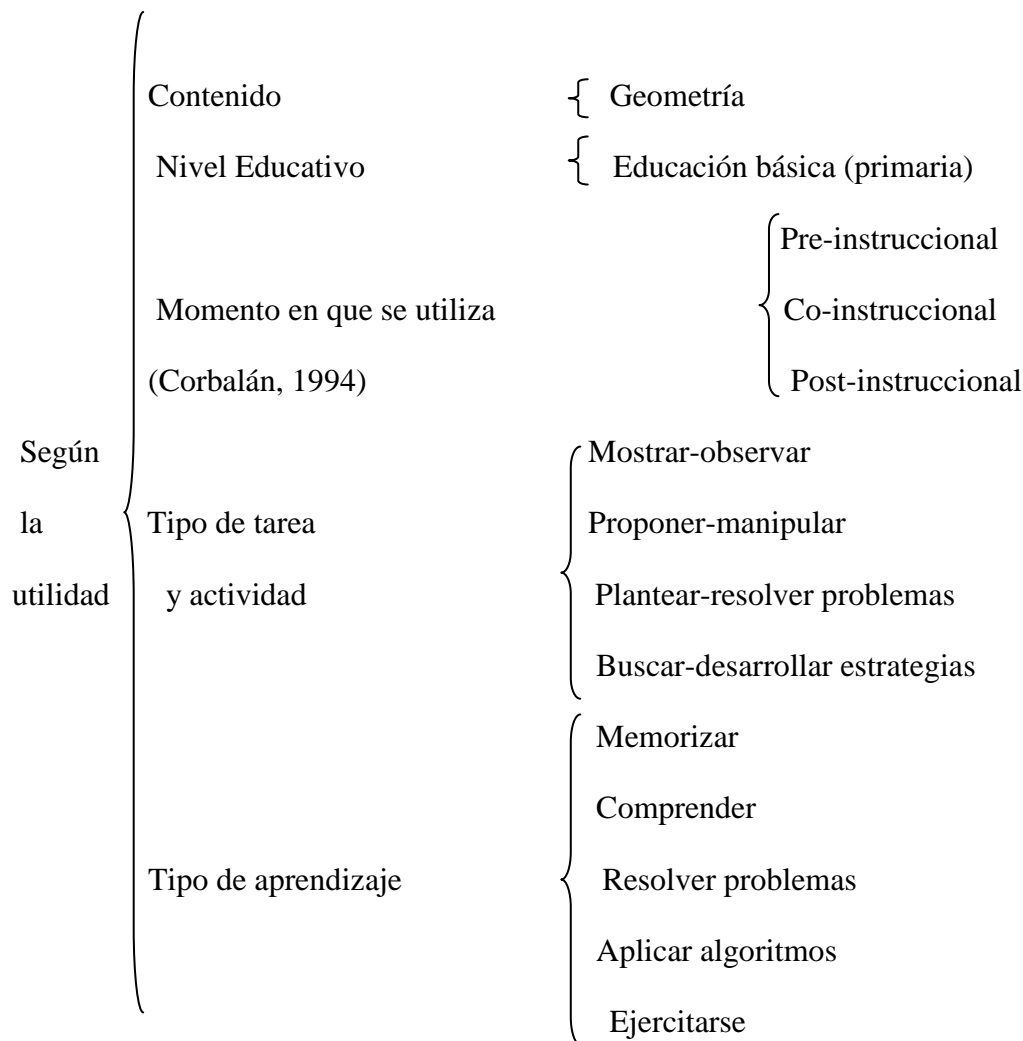 Contenido Geometría
Nivel Educativo Educación básica (primaria)
Pre-instruccional
Momento en que se utiliza Co-instruccional
(Corbalán, 1994) Post-instruccional
Según Mostrar-observar
la Tipo de tarea Proponer-manipular
utilidad y actividad Plantear-resolver problemas
Buscar-desarrollar estrategias
Memorizar
Comprender
Tipo de aprendizaje Resolver problemas
Aplicar algoritmos
Ejercitarse